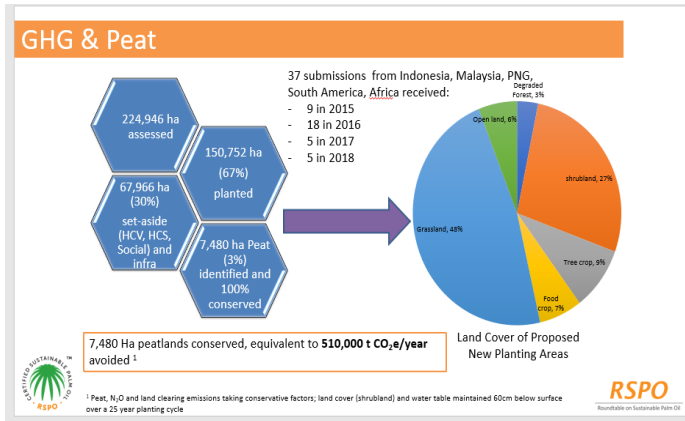 GHG & Peat
224,946 ha
assessed
150,752 ha
(67%)
planted
67,966 ha
(30%)
set-aside
(HCV, HCS,
Social) and
infra
7,480 ha Peat
(3%)
identified and
100%
conserved
37 submissions from Indonesia, Malaysia, PNG,
South America, Africa received:
- 9 in 2015
- 18 in 2016
- 5 in 2017
- 5 in 2018
Degraded
Forest, 3%
Open land, 6%
shrubland, 27%
Grassland, 48%
Tree crop, 9%
Food
crop, 7%
Land Cover of Proposed
New Planting Areas
7,480 Ha peatlands conserved, equivalent to 510,000 t CO₂e/year
avoided ¹
¹ Peat, N₂O and land clearing emissions taking conservative factors; land cover (shrubland) and water table maintained 60cm below surface
over a 25 year planting cycle
CERTIFIED SUSTAINABLE PALM OIL ™
RSPO
RSPO
Roundtable on Sustainable Palm Oil